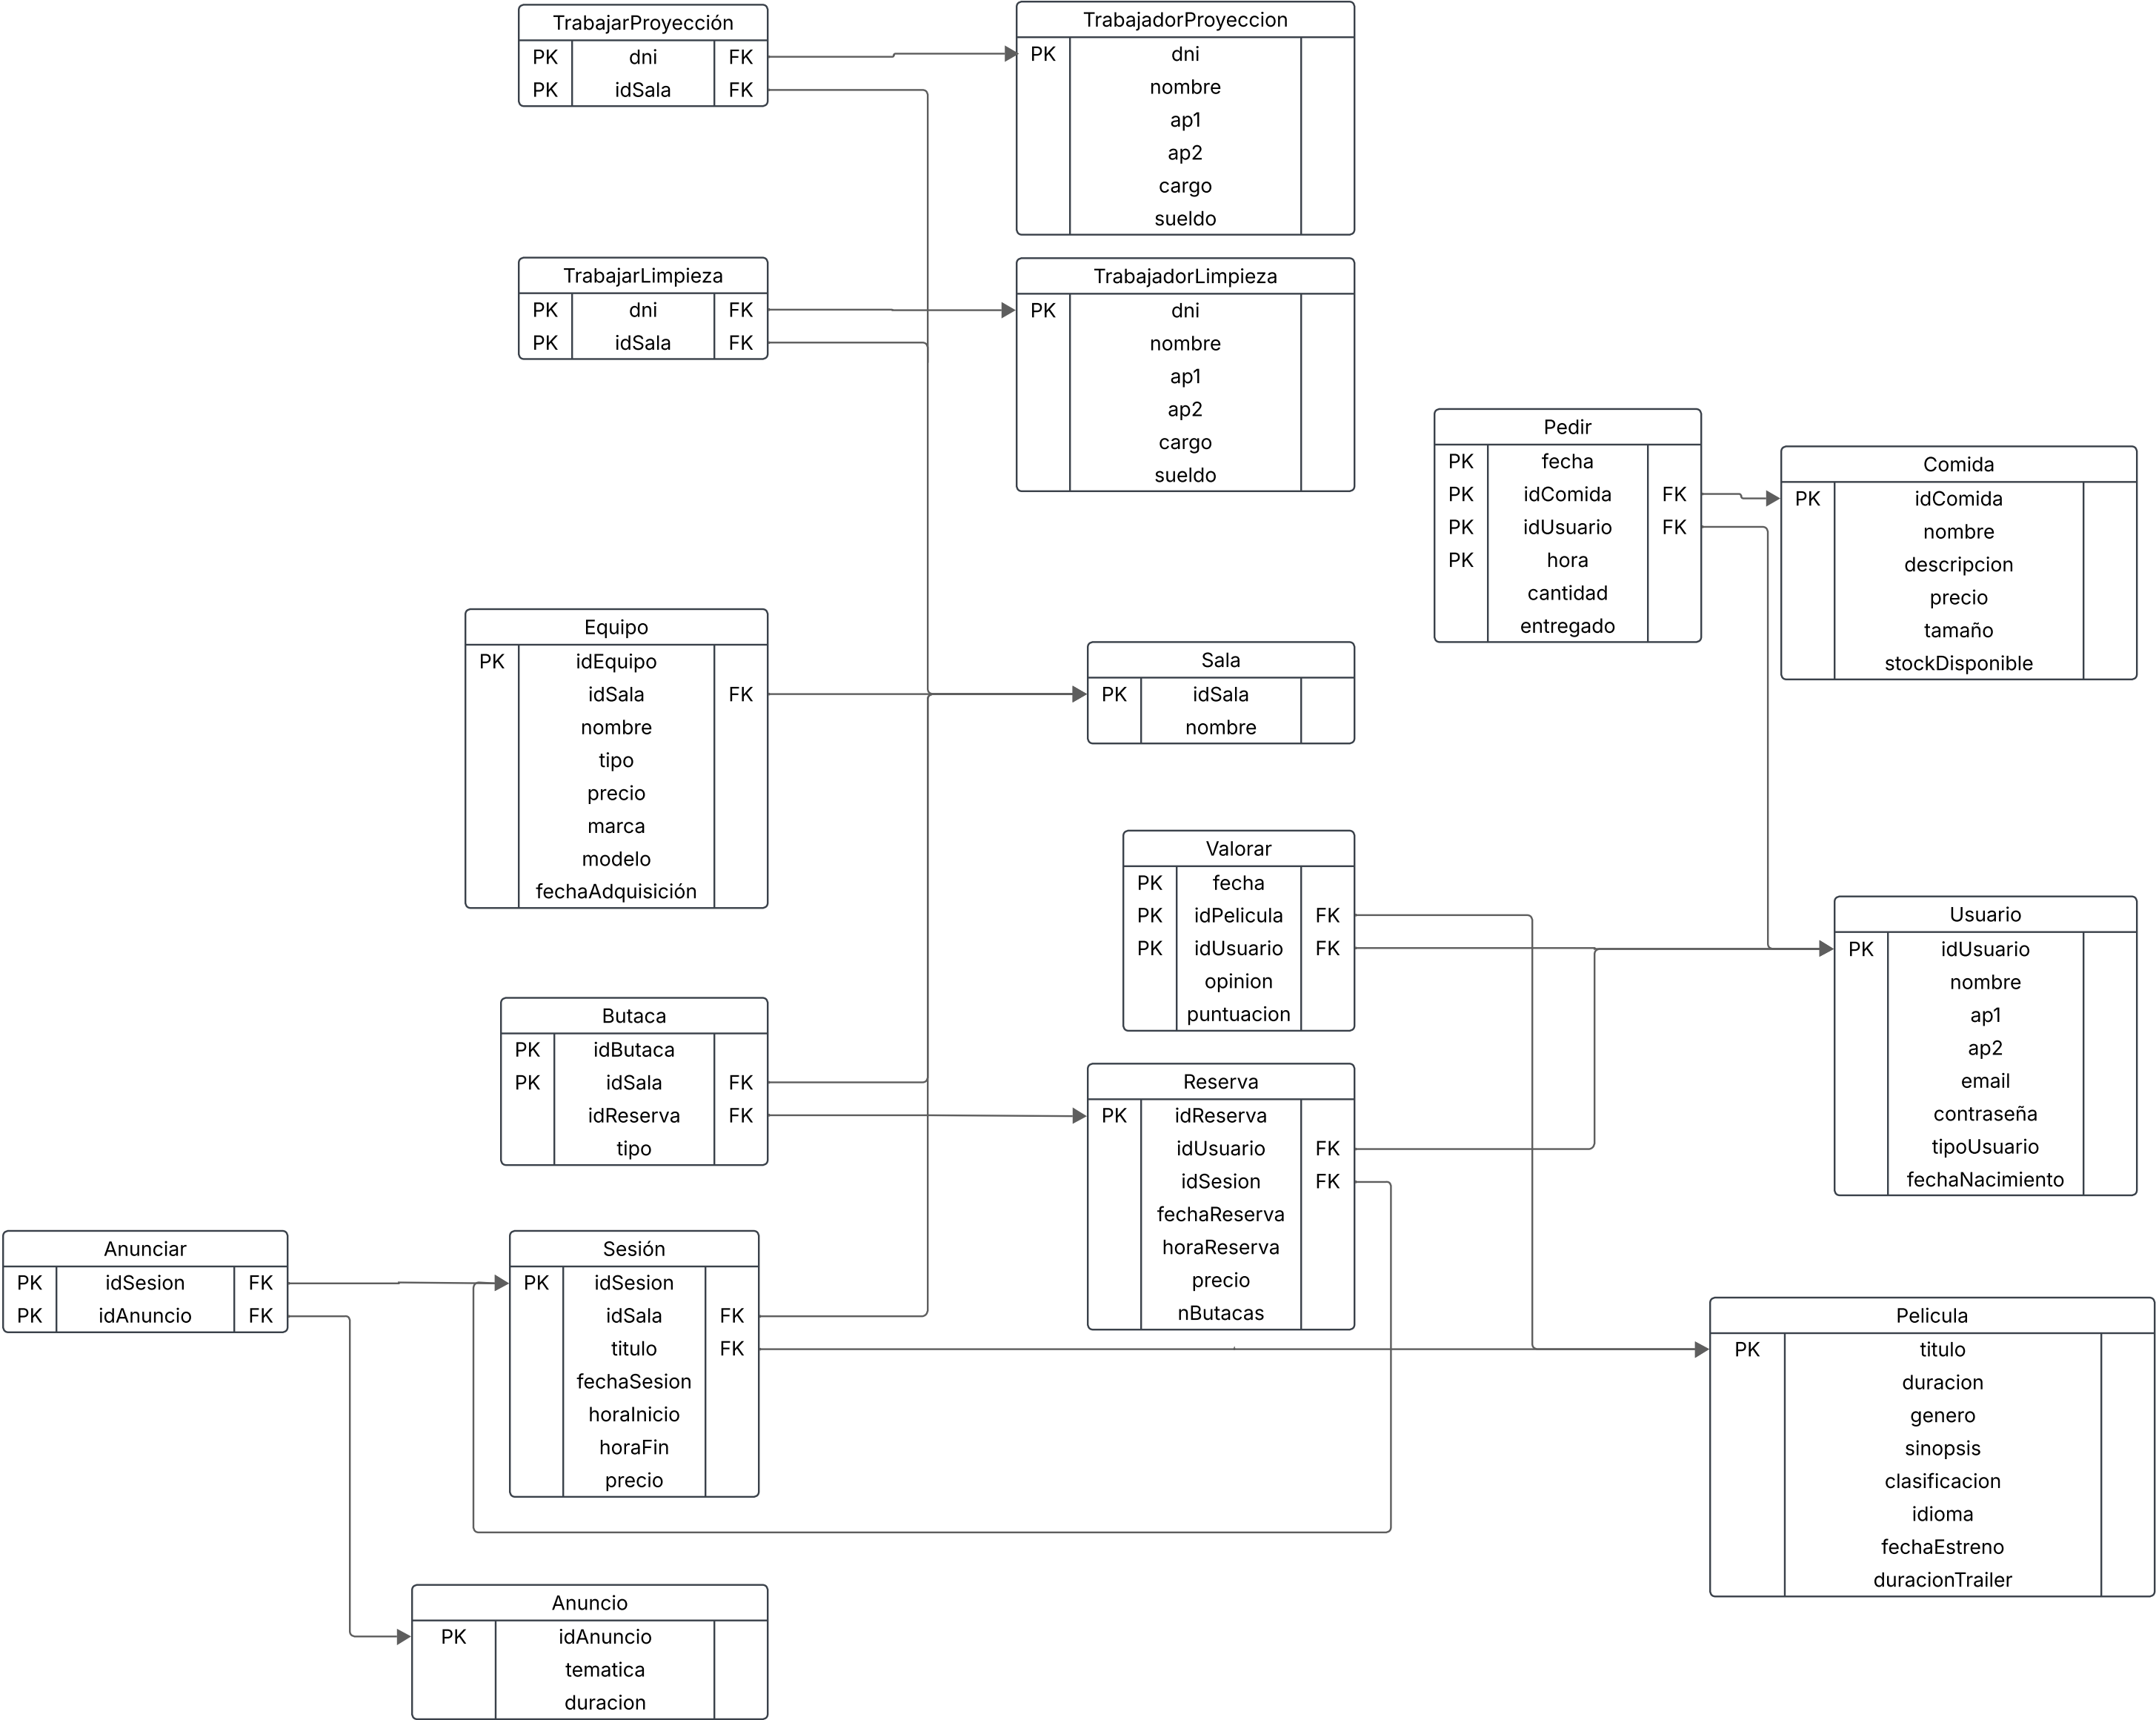 TrabajarProyección
PK dni FK
PK idSala FK
TrabajadorProyeccion
PK dni
nombre
ap1
ap2
cargo
sueldo
TrabajarLimpieza
PK dni FK
PK idSala FK
TrabajadorLimpieza
PK dni
nombre
ap1
ap2
cargo
sueldo
Pedir
PK fecha
PK idComida FK
PK idUsuario FK
PK hora
cantidad
entregado
Comida
PK idComida
nombre
descripcion
precio
tamaño
stockDisponible
Equipo
PK idEquipo
idSala FK
nombre
tipo
precio
marca
modelo
fechaAdquisición
Sala
PK idSala
nombre
Valorar
PK fecha
PK idPelicula FK
PK idUsuario FK
opinion
puntuacion
Usuario
PK idUsuario
nombre
ap1
ap2
email
contraseña
tipoUsuario
fechaNacimiento
Butaca
PK idButaca
PK idSala FK
idReserva FK
tipo
Reserva
PK idReserva
idUsuario FK
idSesion FK
fechaReserva
horaReserva
precio
nButacas
Anunciar
PK idSesion FK
PK idAnuncio FK
Sesión
PK idSesion
idSala FK
titulo FK
fechaSesion
horaInicio
horaFin
precio
Pelicula
PK titulo
duracion
genero
sinopsis
clasificacion
idioma
fechaEstreno
duracionTrailer
Anuncio
PK idAnuncio
tematica
duracion